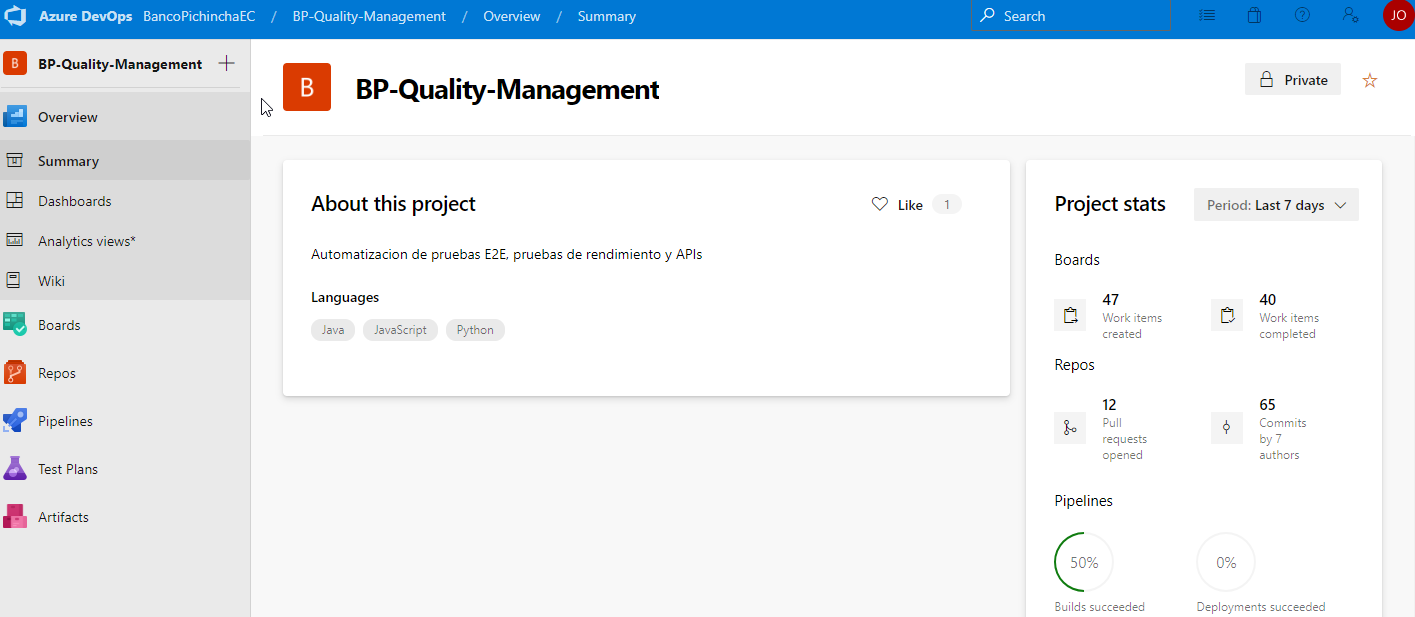 Azure DevOps BancoPichinchaEC / BP-Quality-Management / Overview / Summary
Search
JO
B BP-Quality-Management
Overview
Summary
Dashboards
Analytics views*
Wiki
Boards
Repos
Pipelines
Test Plans
Artifacts
B BP-Quality-Management
Private
About this project
Like 1
Automatizacion de pruebas E2E, pruebas de rendimiento y APIs
Languages
Java JavaScript Python
Project stats
Period: Last 7 days
Boards
47
Work items
created
40
Work items
completed
Repos
12
Pull
requests
opened
65
Commits
by 7
authors
Pipelines
50%
Builds succeeded
0%
Deployments succeeded